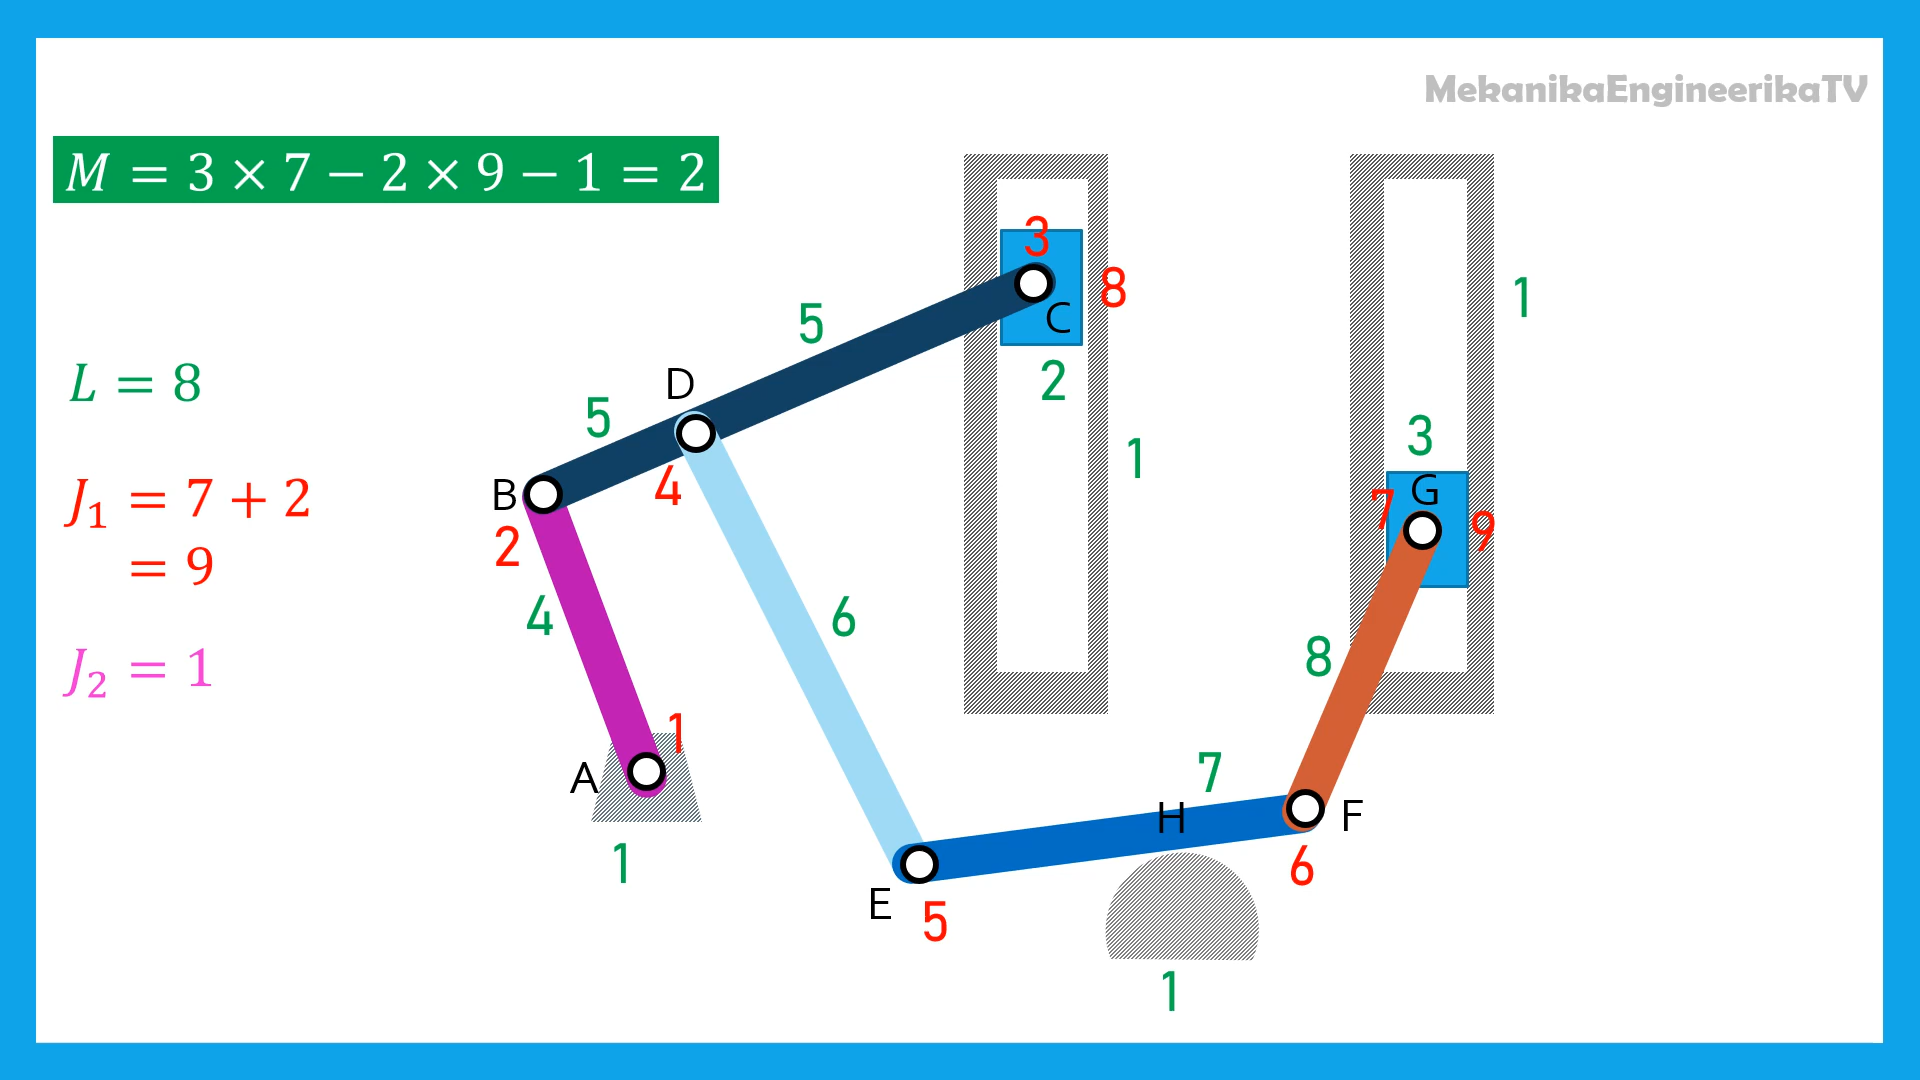 MekanikaEngineerikaTV
M = 3 × 7 − 2 × 9 − 1 = 2
3
8
C
5
1
2
D
5
L = 8
3
1
B
4
G
7
9
2
J₁ = 7 + 2
= 9
4
6
8
J₂ = 1
1
A
7
H
F
1
6
E
5
1